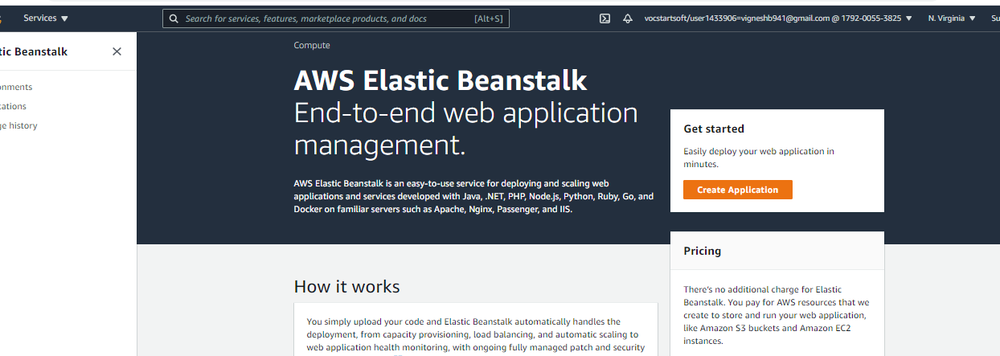 Services ▼
Search for services, features, marketplace products, and docs [Alt+S]
vocstartsoft/user1433906=vigneshb941@gmail.com @ 1792-0055-3825 ▼
N. Virginia ▼
Su
tic Beanstalk
onments
cations
ge history
Compute
AWS Elastic Beanstalk
End-to-end web application
management.
AWS Elastic Beanstalk is an easy-to-use service for deploying and scaling web
applications and services developed with Java, .NET, PHP, Node.js, Python, Ruby, Go, and
Docker on familiar servers such as Apache, Nginx, Passenger, and IIS.
Get started
Easily deploy your web application in
minutes.
Create Application
Pricing
There's no additional charge for Elastic
Beanstalk. You pay for AWS resources that we
create to store and run your web application,
like Amazon S3 buckets and Amazon EC2
instances.
How it works
You simply upload your code and Elastic Beanstalk automatically handles the
deployment, from capacity provisioning, load balancing, and automatic scaling to
web application health monitoring, with ongoing fully managed patch and security